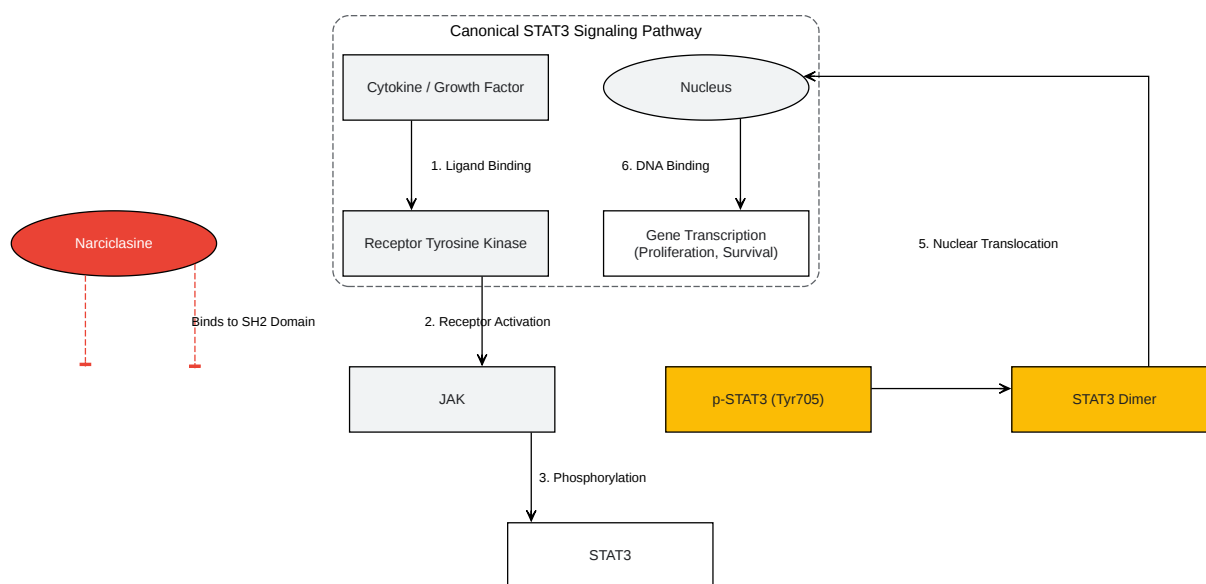 Canonical STAT3 Signaling Pathway
Cytokine / Growth Factor
Nucleus
1. Ligand Binding
6. DNA Binding
Narciclasine
Receptor Tyrosine Kinase
Gene Transcription
(Proliferation, Survival)
5. Nuclear Translocation
Binds to SH2 Domain
2. Receptor Activation
JAK
p-STAT3 (Tyr705)
STAT3 Dimer
3. Phosphorylation
STAT3